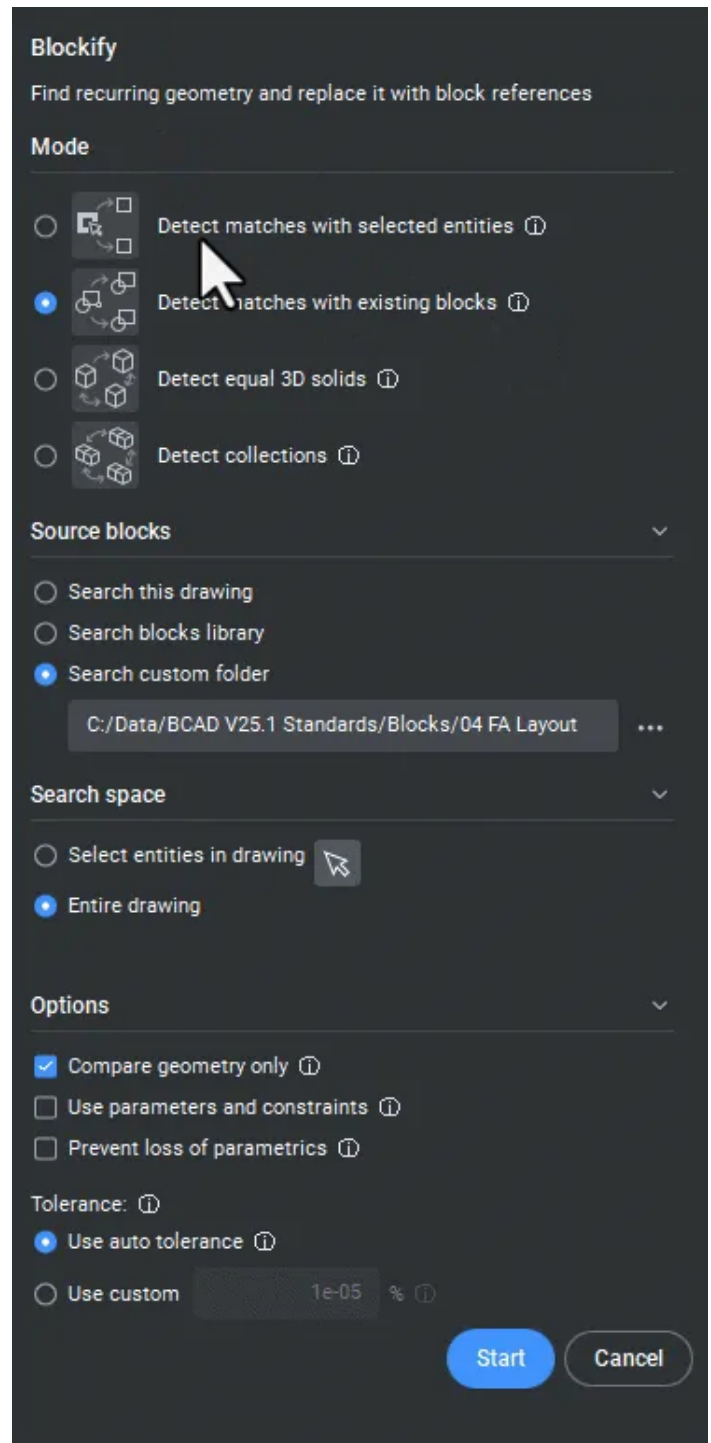 Blockify
Find recurring geometry and replace it with block references
Mode
Detect matches with selected entities
Detect matches with existing blocks
Detect equal 3D solids
Detect collections
Source blocks
Search this drawing
Search blocks library
Search custom folder
C:/Data/BCAD V25.1 Standards/Blocks/04 FA Layout
Search space
Select entities in drawing
Entire drawing
Options
Compare geometry only
Use parameters and constraints
Prevent loss of parametrics
Tolerance:
Use auto tolerance
Use custom 1e-05 %
Start Cancel